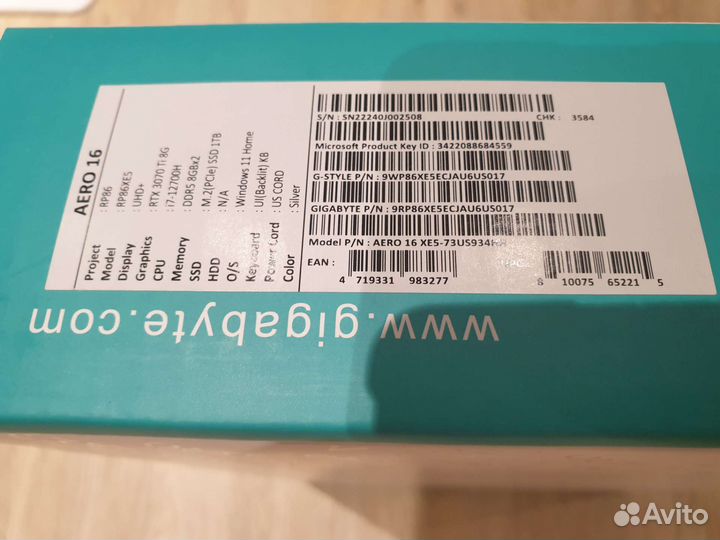 AERO 16
Project : RP86
Model : RP86XE5
Display : UHD+
Graphics : RTX 3070 Ti 8G
CPU : i7-12700H
Memory : DDR5 8GBx2
SSD : M.2(PCIe) SSD 1TB
HDD : N/A
O/S : Windows 11 Home
Keyboard : UI(Backlit) KB
Power Cord : US CORD
Color : Silver
S/N : SN22240J002508 CHK : 3584
Microsoft Product Key ID : 3422088684559
G-STYLE P/N : 9WP86XE5ECJAU6US017
GIGABYTE P/N : 9RP86XE5ECJAU6US017
Model P/N : AERO 16 XE5-73US934HP
EAN : UPC :
4 719331 983277
8 10075 65221 5
www.gigabyte.com
Avito